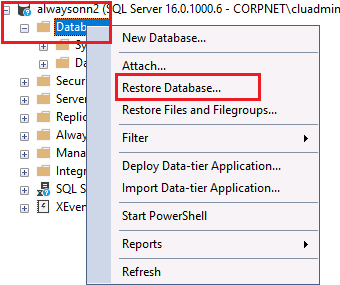 alwaysonn2 (SQL Server 16.0.1000.6 - CORPNET\cluadmin
Datab
New Database...
Sy
Attach...
Da
Restore Database...
Secu
Restore Files and Filegroups...
Server
Replic
Filter
Alway
Mana
Deploy Data-tier Application...
Integr
Import Data-tier Application...
SQL S
XEven
Start PowerShell
Reports
Refresh